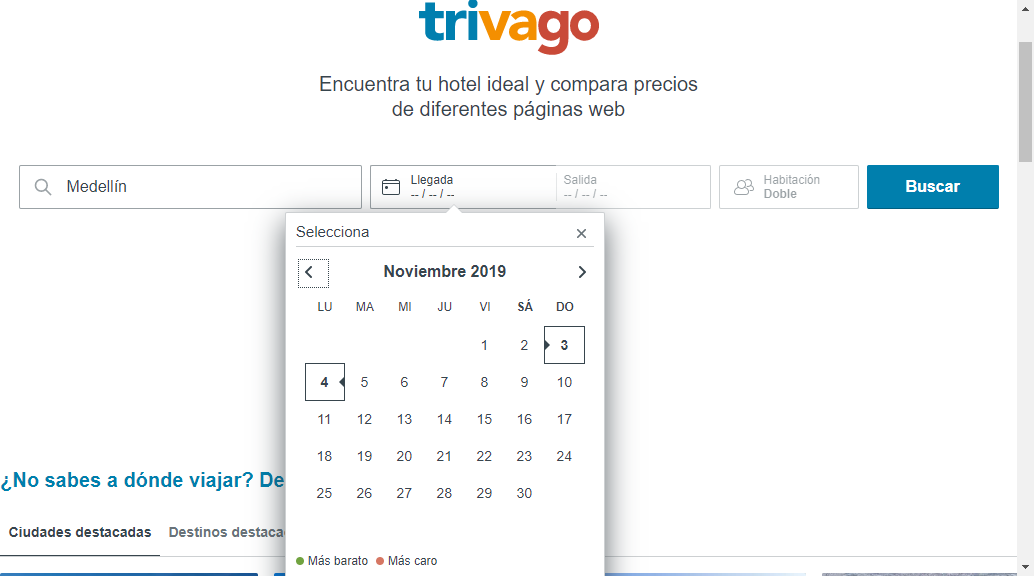 trivago
Encuentra tu hotel ideal y compara precios
de diferentes páginas web
Medellín
Llegada
-- / -- / --
Salida
-- / -- / --
Habitación
Doble
Buscar
Selecciona
Noviembre 2019
LU MA MI JU VI SÁ DO
1 2 3
4 5 6 7 8 9 10
11 12 13 14 15 16 17
18 19 20 21 22 23 24
25 26 27 28 29 30
Más barato Más caro
¿No sabes a dónde viajar? De
Ciudades destacadas Destinos destaca